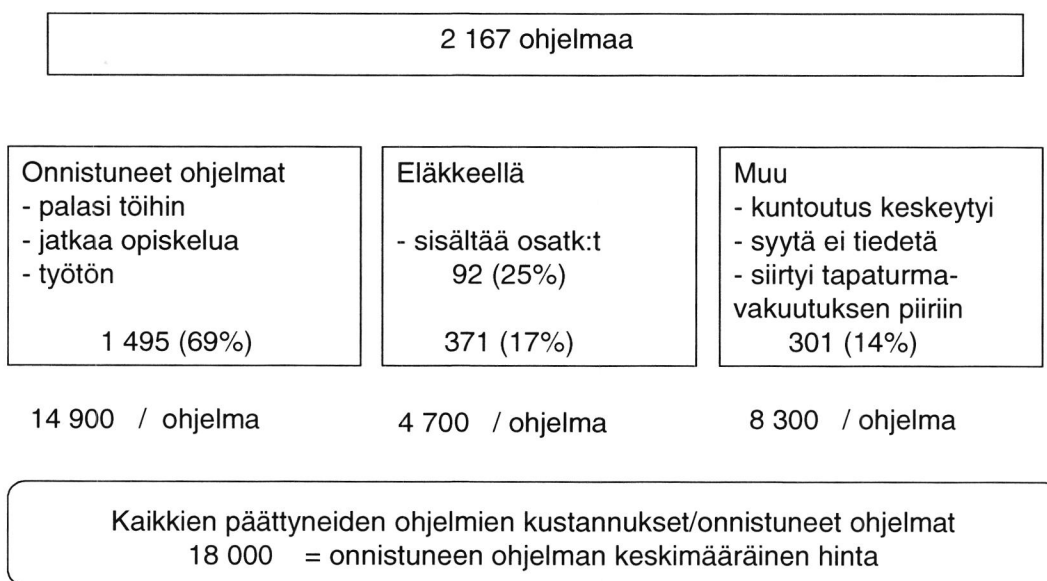 2 167 ohjelmaa
Onnistuneet ohjelmat
- palasi töihin
- jatkaa opiskelua
- työtön
1 495 (69%)
Eläkkeellä
- sisältää osatk:t
92 (25%)
371 (17%)
Muu
- kuntoutus keskeytyi
- syytä ei tiedetä
- siirtyi tapaturma-
vakuutuksen piiriin
301 (14%)
14 900 / ohjelma
4 700 / ohjelma
8 300 / ohjelma
Kaikkien päättyneiden ohjelmien kustannukset/onnistuneet ohjelmat
18 000 = onnistuneen ohjelman keskimääräinen hinta